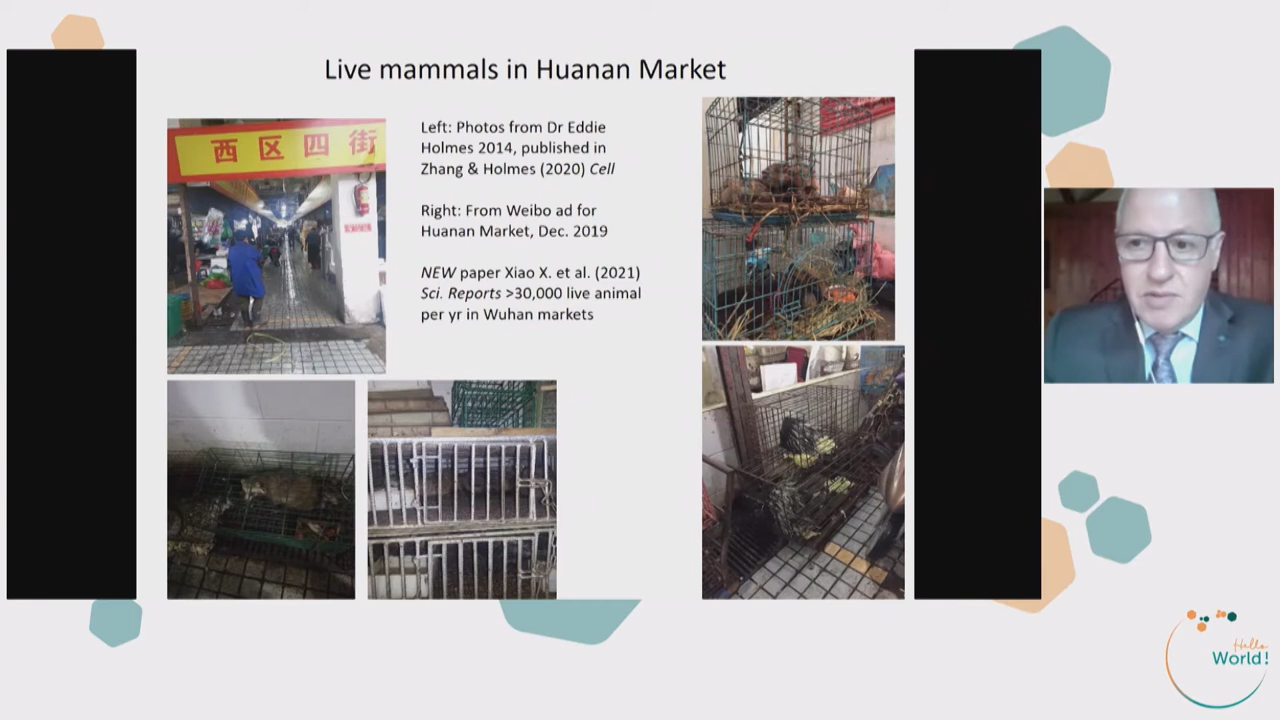 Live mammals in Huanan Market
西区四街
Left: Photos from Dr Eddie
Holmes 2014, published in
Zhang & Holmes (2020) Cell
Right: From Weibo ad for
Huanan Market, Dec. 2019
NEW paper Xiao X. et al. (2021)
Sci. Reports >30,000 live animal
per yr in Wuhan markets
Hello
World!